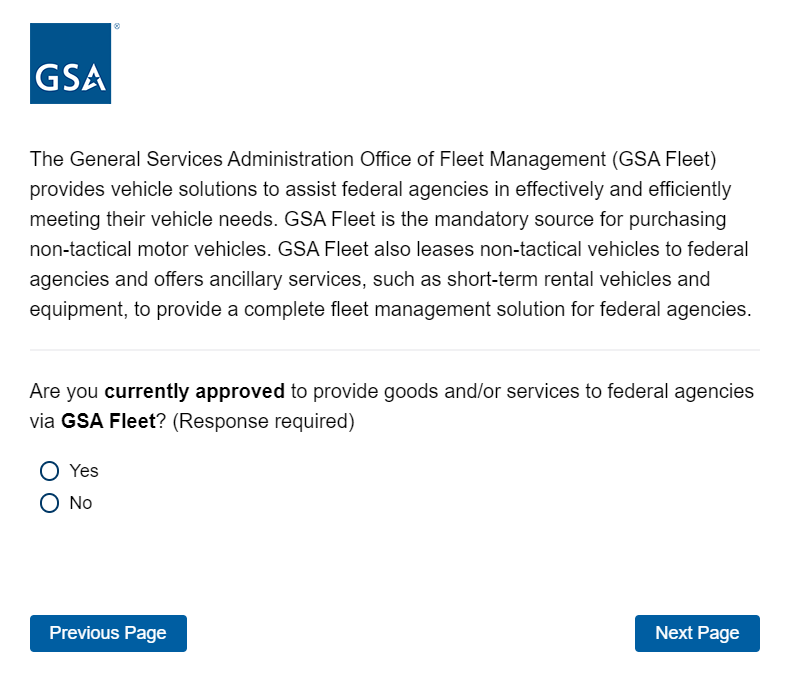 GSA ®
The General Services Administration Office of Fleet Management (GSA Fleet)
provides vehicle solutions to assist federal agencies in effectively and efficiently
meeting their vehicle needs. GSA Fleet is the mandatory source for purchasing
non-tactical motor vehicles. GSA Fleet also leases non-tactical vehicles to federal
agencies and offers ancillary services, such as short-term rental vehicles and
equipment, to provide a complete fleet management solution for federal agencies.
Are you currently approved to provide goods and/or services to federal agencies
via GSA Fleet? (Response required)
Yes
No
Previous Page
Next Page